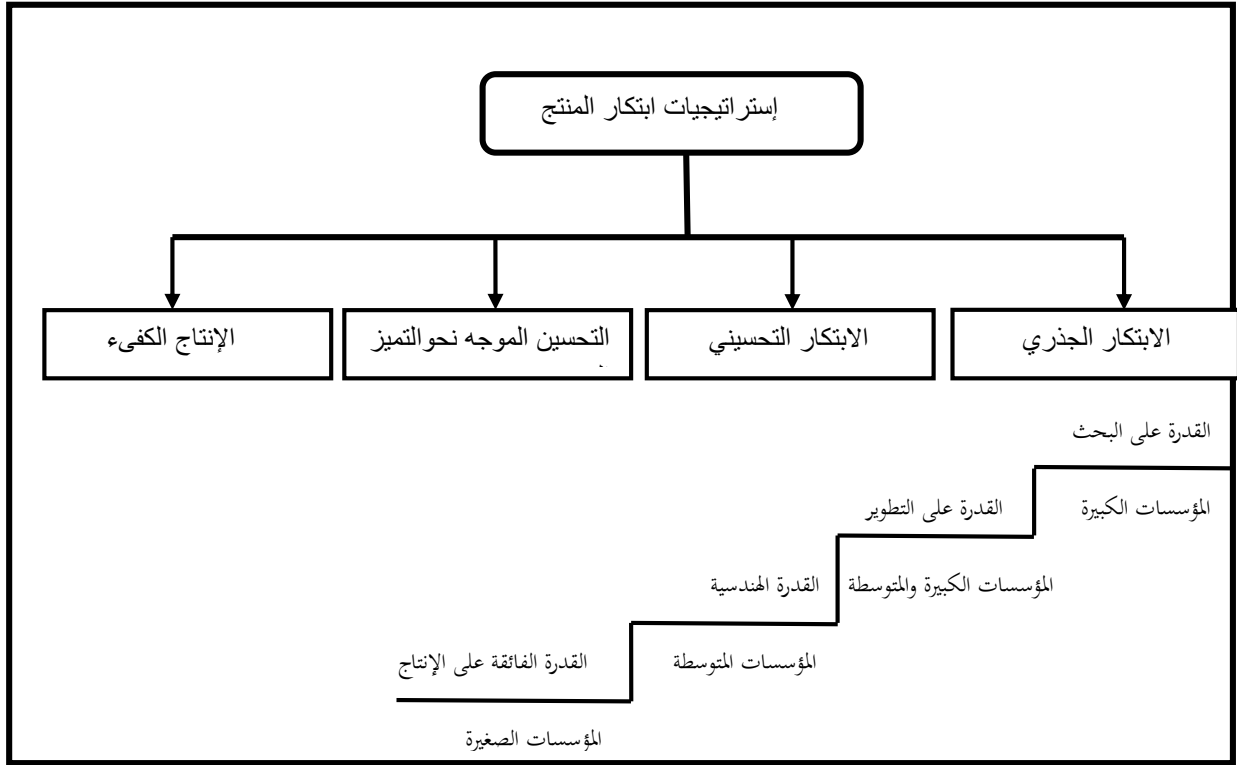 إستراتيجيات ابتكار المنتج
الابتكار الجذري
الابتكار التحسيني
التحسين الموجه نحوالتميز
الإنتاج الكفىء
القدرة على البحث
المؤسسات الكبيرة
القدرة على التطوير
المؤسسات الكبيرة والمتوسطة
القدرة الهندسية
المؤسسات المتوسطة
القدرة الفائقة على الإنتاج
المؤسسات الصغيرة